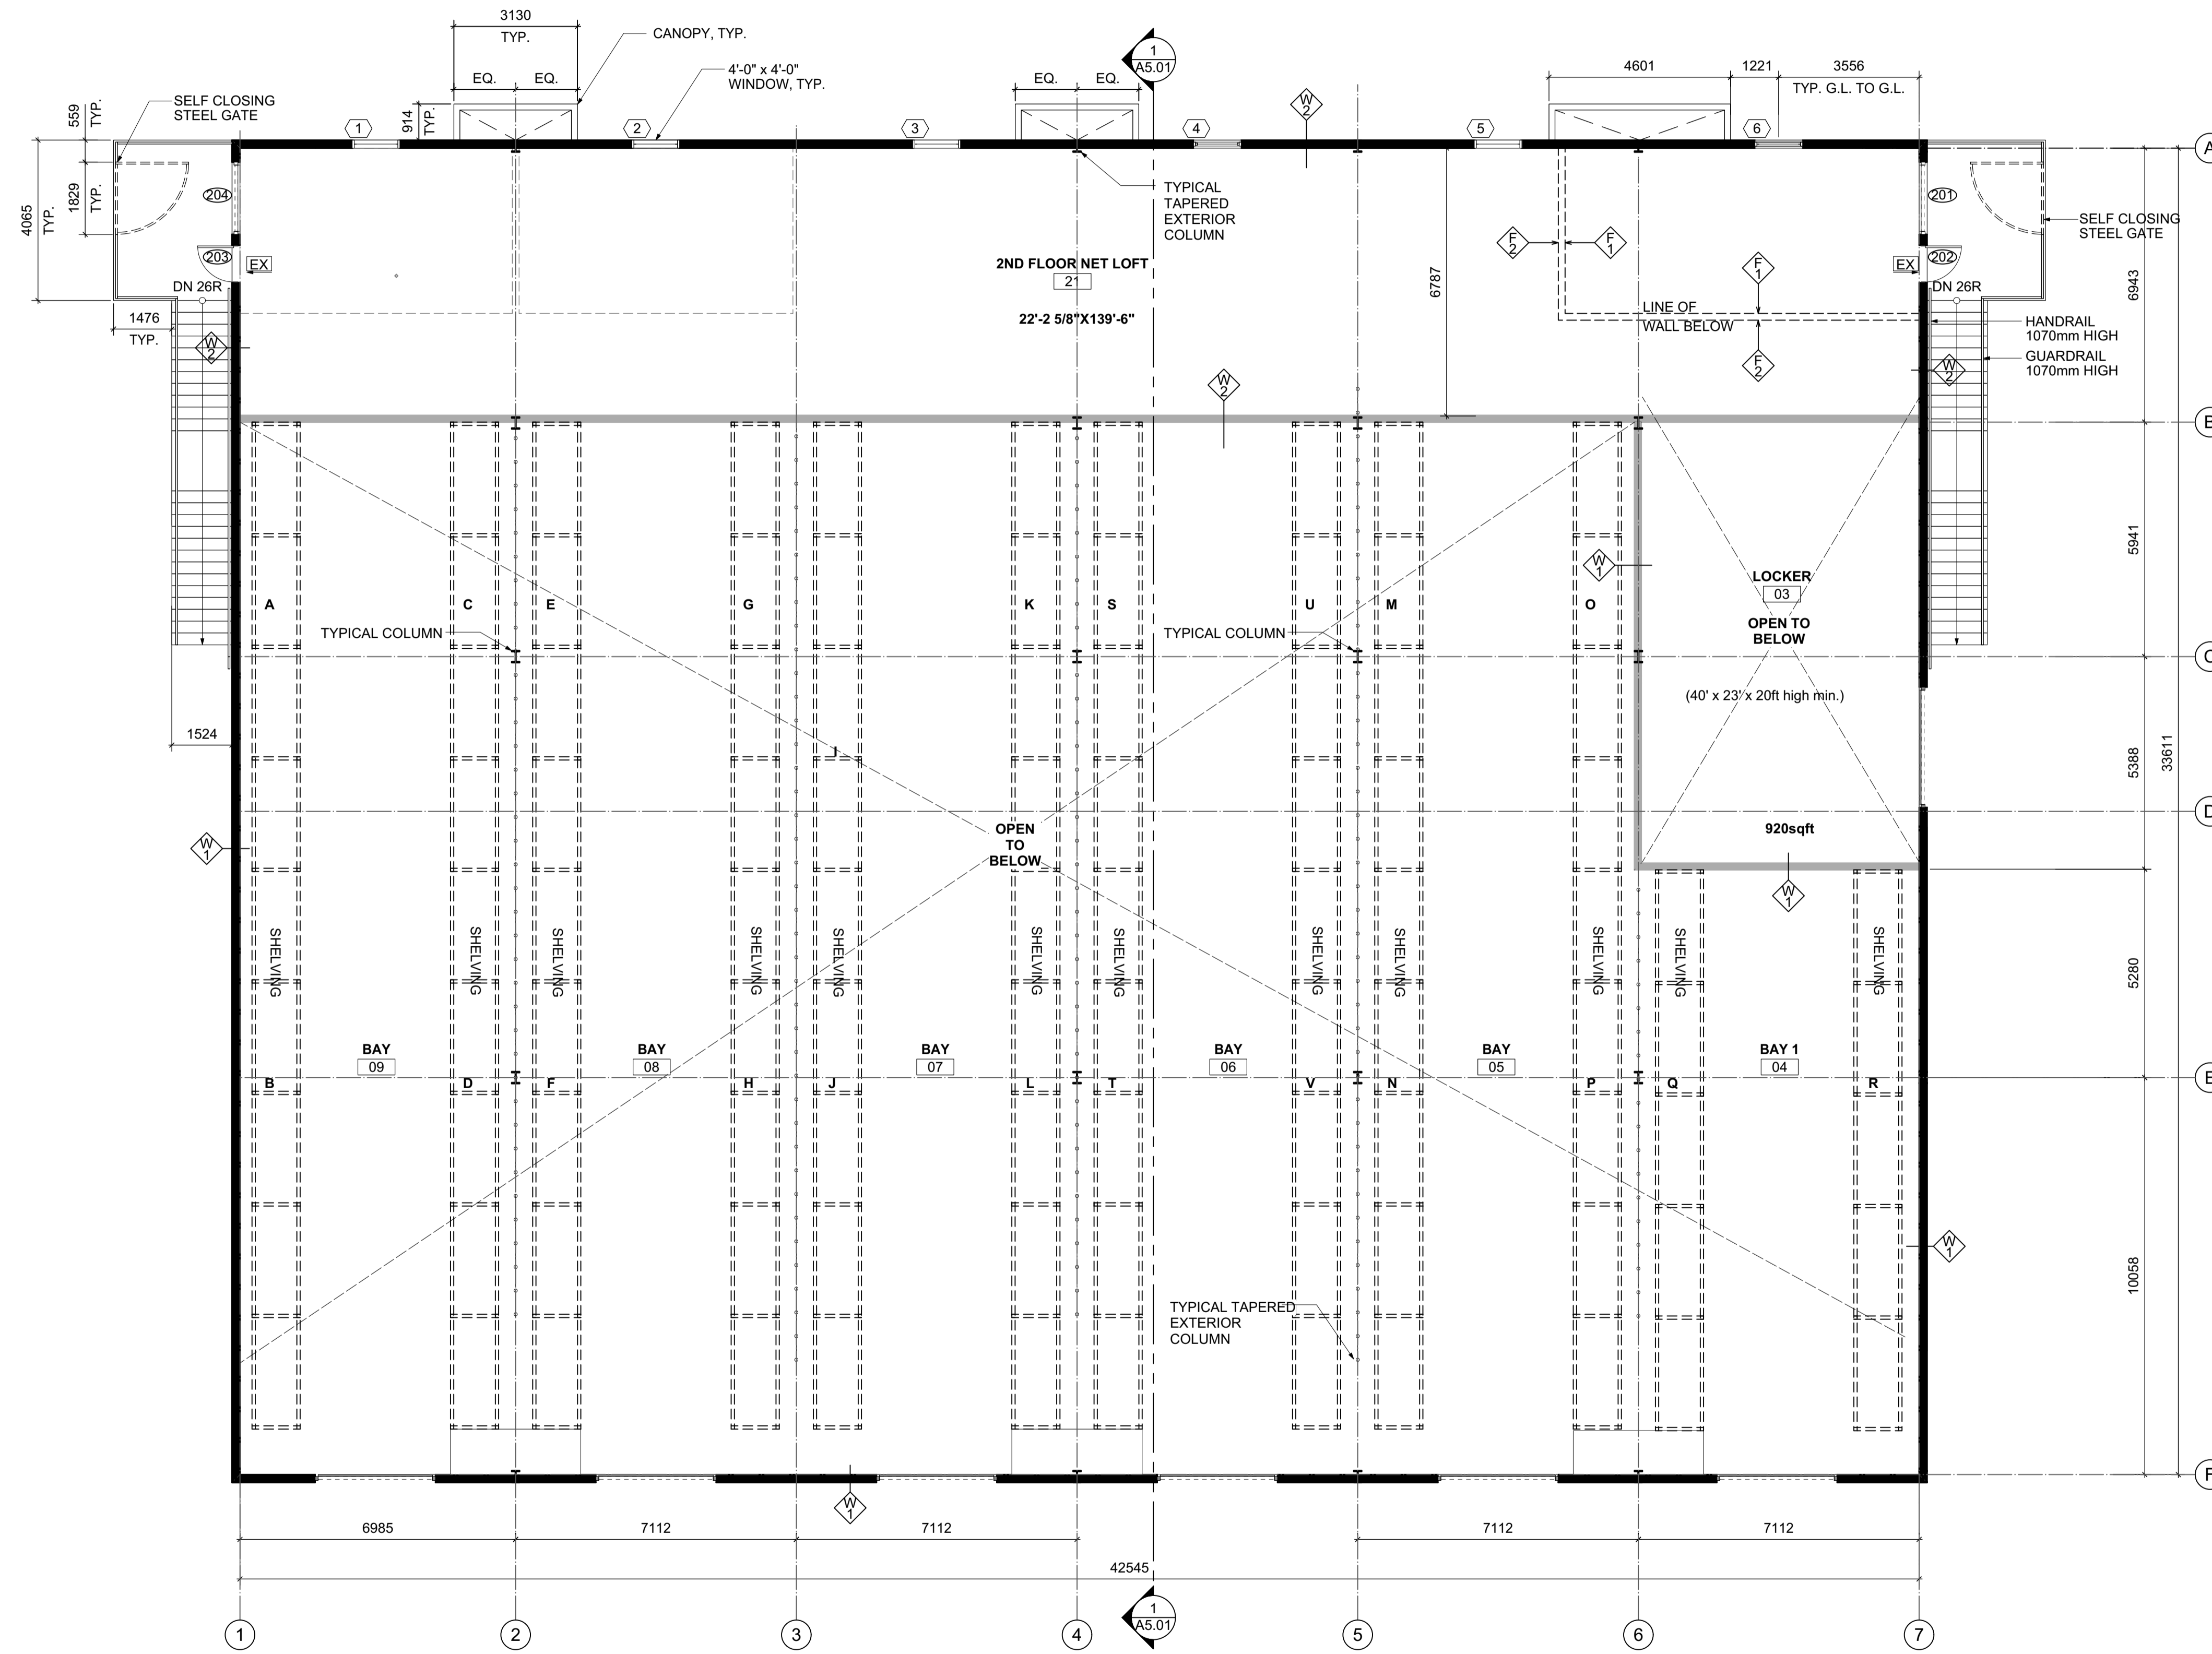 3130
TYP.
CANOPY, TYP.
EQ.
EQ.
4'-0" x 4'-0"
WINDOW, TYP.
EQ.
EQ.
1
A5.01
4601
1221
3556
TYP. G.L. TO G.L.
SELF CLOSING
STEEL GATE
559
TYP.
914
TYP.
1
2
3
4
5
6
W
2
A
1829
TYP.
4065
TYP.
204
203
EX
DN 26R
1476
TYP.
W
2
TYPICAL
TAPERED
EXTERIOR
COLUMN
2ND FLOOR NET LOFT
21
22'-2 5/8"X139'-6"
6787
F
2
F
1
F
1
LINE OF
WALL BELOW
F
2
W
2
201
202
EX
DN 26R
SELF CLOSING
STEEL GATE
HANDRAIL
1070mm HIGH
GUARDRAIL
1070mm HIGH
W
2
6943
B
5941
W
1
LOCKER
03
OPEN TO
BELOW
(40' x 23' x 20ft high min.)
920sqft
A
C
E
G
K
S
U
M
O
TYPICAL COLUMN
TYPICAL COLUMN
C
1524
I
5388
33611
D
OPEN
TO
BELOW
W
1
W
1
SHELVING
SHELVING
SHELVING
SHELVING
SHELVING
SHELVING
SHELVING
SHELVING
SHELVING
SHELVING
SHELVING
SHELVING
5280
BAY
09
BAY
08
BAY
07
BAY
06
BAY
05
BAY 1
04
B
D
F
H
J
L
T
V
N
P
Q
R
E
W
1
10058
TYPICAL TAPERED
EXTERIOR
COLUMN
F
W
1
6985
7112
7112
7112
7112
42545
1
A5.01
1
2
3
4
5
6
7